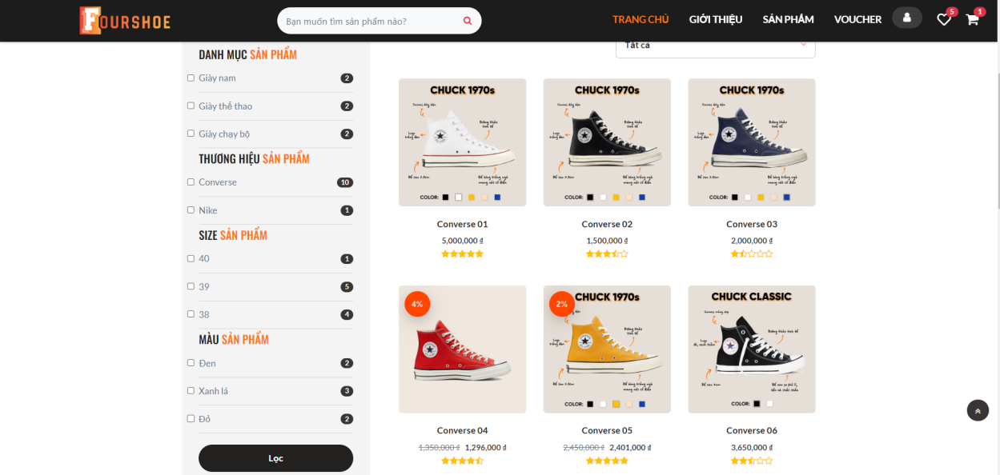 FOURSHOE
Bạn muốn tìm sản phẩm nào?
TRANG CHỦ
GIỚI THIỆU
SẢN PHẨM
VOUCHER
5
1
DANH MỤC SẢN PHẨM
Giày nam 2
Giày thể thao 2
Giày chạy bộ 2
THƯƠNG HIỆU SẢN PHẨM
Converse 10
Nike 1
SIZE SẢN PHẨM
40 1
39 5
38 4
MÀU SẢN PHẨM
Đen 2
Xanh lá 3
Đỏ 2
Lọc
Tất cả
CHUCK 1970s
COLOR:
Converse 01
5,000,000 ₫
CHUCK 1970s
COLOR:
Converse 02
1,500,000 ₫
CHUCK 1970s
COLOR:
Converse 03
2,000,000 ₫
4%
Converse 04
1,350,000 ₫ 1,296,000 ₫
2%
CHUCK 1970s
COLOR:
Converse 05
2,450,000 ₫ 2,401,000 ₫
CHUCK CLASSIC
COLOR:
Converse 06
3,650,000 ₫